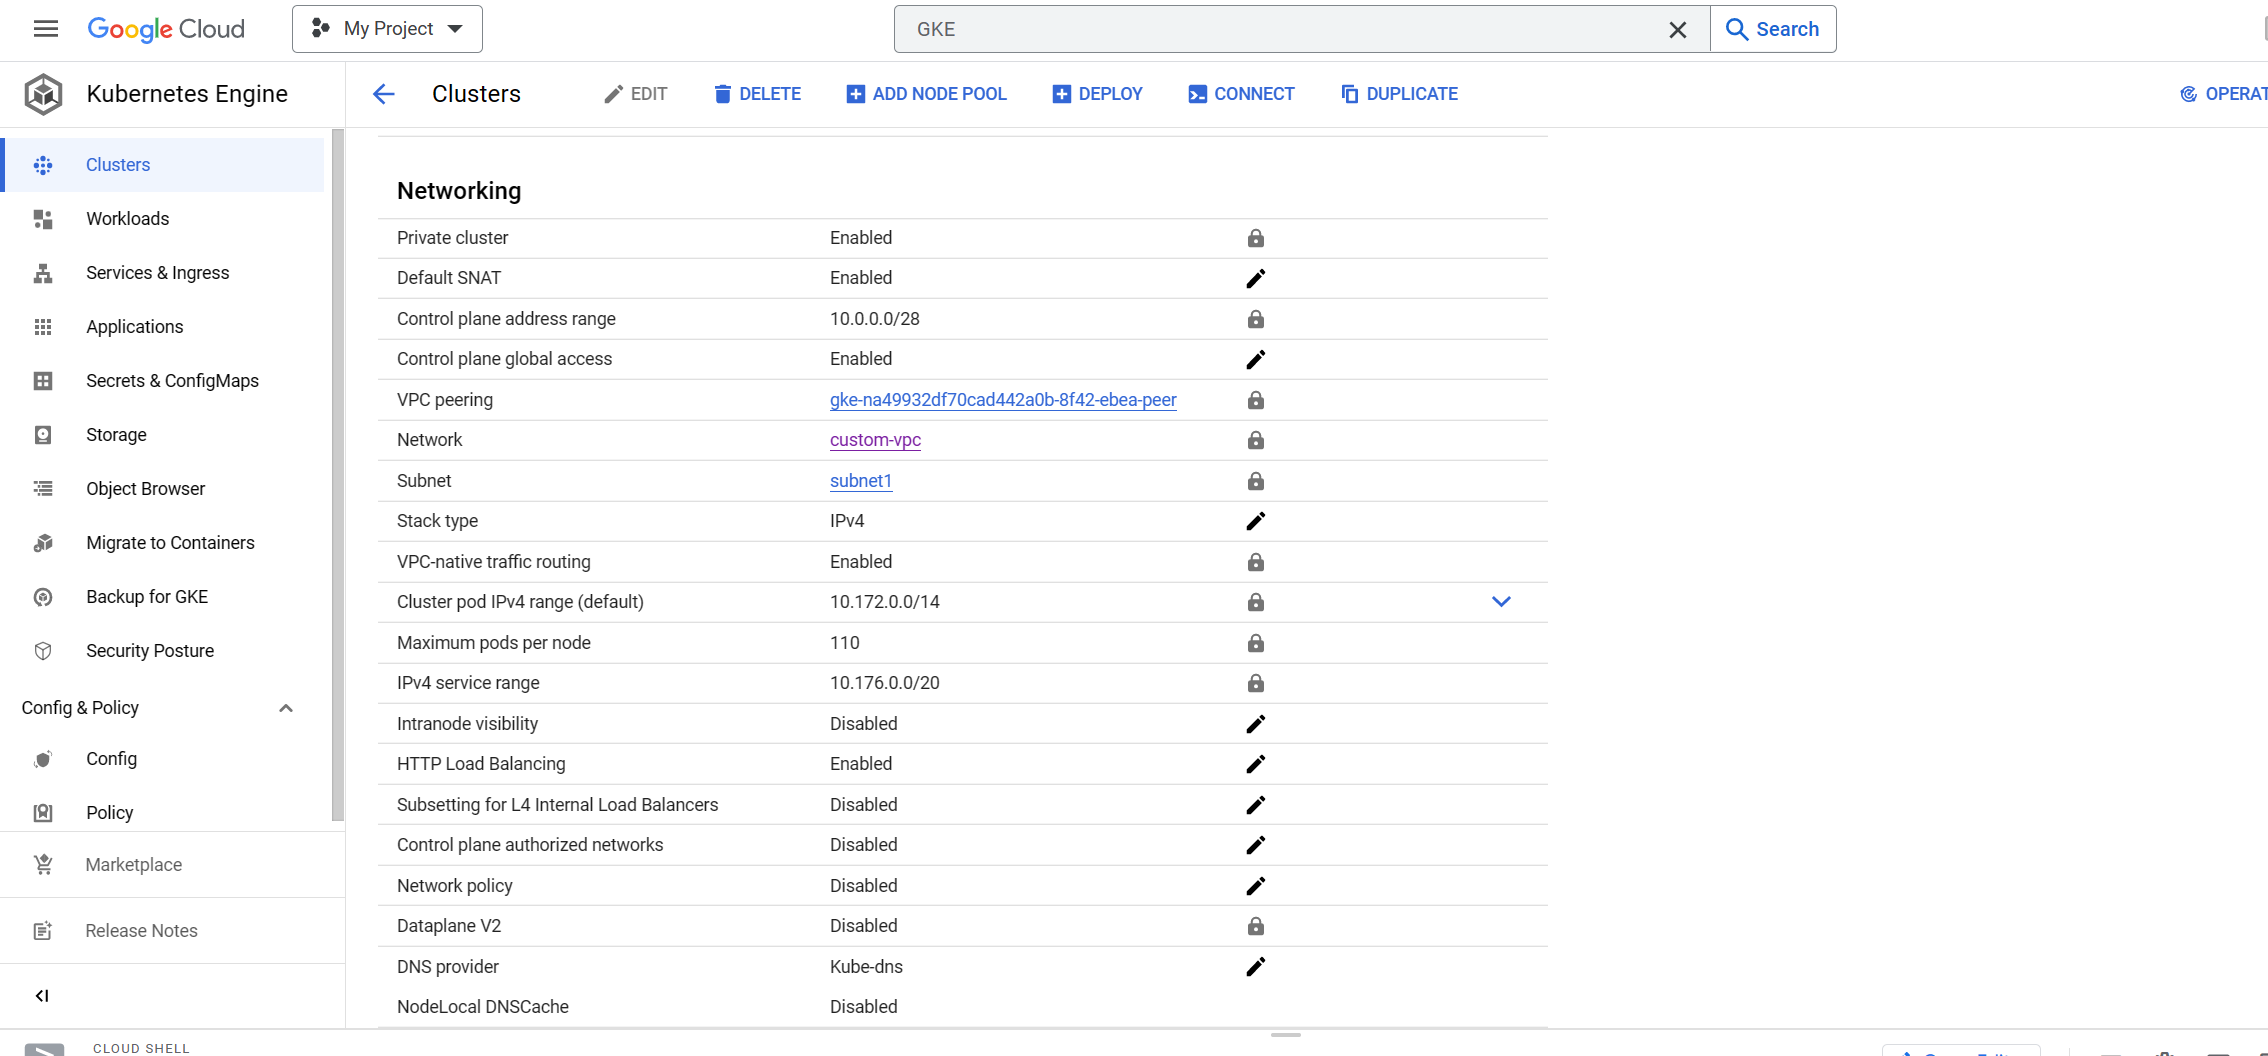 Google Cloud
My Project
GKE
Search
Kubernetes Engine
Clusters
EDIT
DELETE
ADD NODE POOL
DEPLOY
CONNECT
DUPLICATE
OPERAT
Clusters
Workloads
Services & Ingress
Applications
Secrets & ConfigMaps
Storage
Object Browser
Migrate to Containers
Backup for GKE
Security Posture
Config & Policy
Config
Policy
Marketplace
Release Notes
Networking
Private cluster Enabled
Default SNAT Enabled
Control plane address range 10.0.0.0/28
Control plane global access Enabled
VPC peering gke-na49932df70cad442a0b-8f42-ebea-peer
Network custom-vpc
Subnet subnet1
Stack type IPv4
VPC-native traffic routing Enabled
Cluster pod IPv4 range (default) 10.172.0.0/14
Maximum pods per node 110
IPv4 service range 10.176.0.0/20
Intranode visibility Disabled
HTTP Load Balancing Enabled
Subsetting for L4 Internal Load Balancers Disabled
Control plane authorized networks Disabled
Network policy Disabled
Dataplane V2 Disabled
DNS provider Kube-dns
NodeLocal DNSCache Disabled
CLOUD SHELL